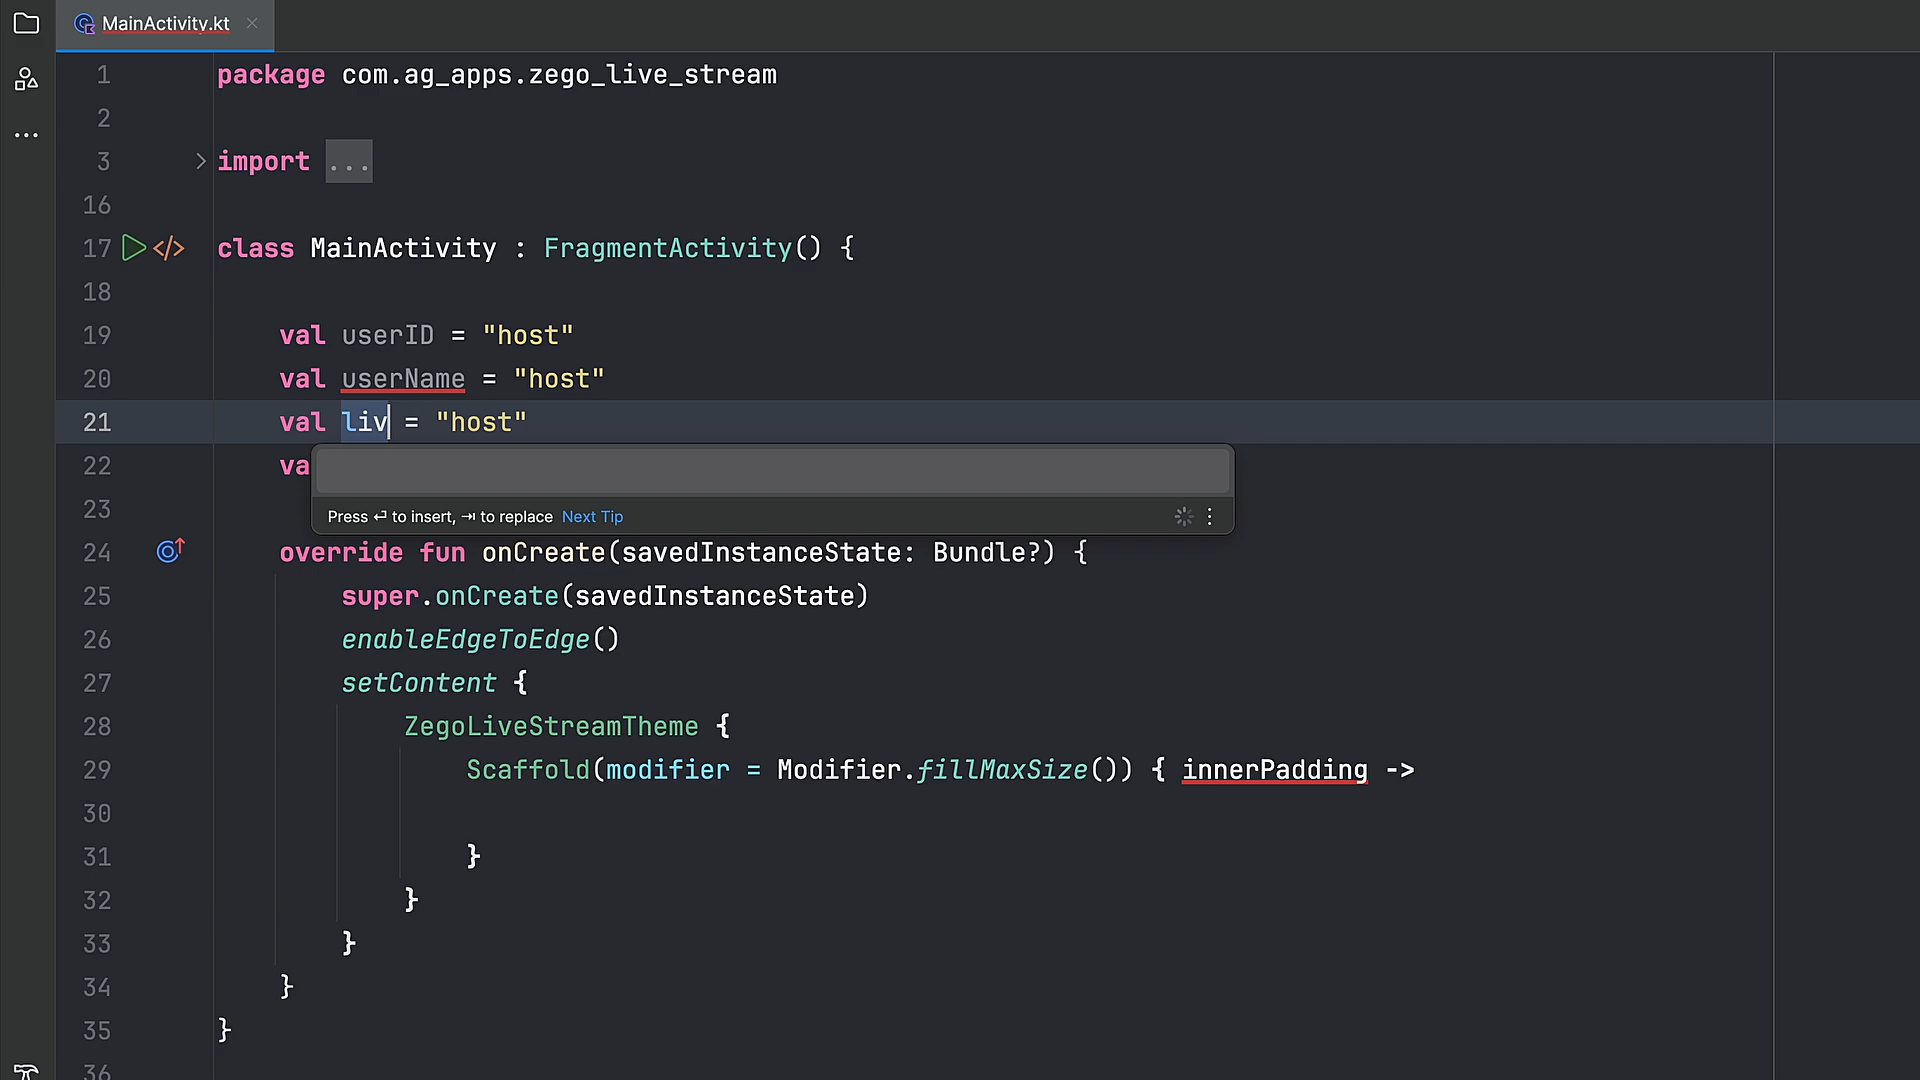 MainActivity.kt
1 package com.ag_apps.zego_live_stream
2
3 import ...
16
17 class MainActivity : FragmentActivity() {
18
19 val userID = "host"
20 val userName = "host"
21 val liv = "host"
22 va
Press ⏎ to insert, ⇥ to replace Next Tip
23
24 override fun onCreate(savedInstanceState: Bundle?) {
25 super.onCreate(savedInstanceState)
26 enableEdgeToEdge()
27 setContent {
28 ZegoLiveStreamTheme {
29 Scaffold(modifier = Modifier.fillMaxSize()) { innerPadding ->
30
31 }
32 }
33 }
34 }
35 }
36